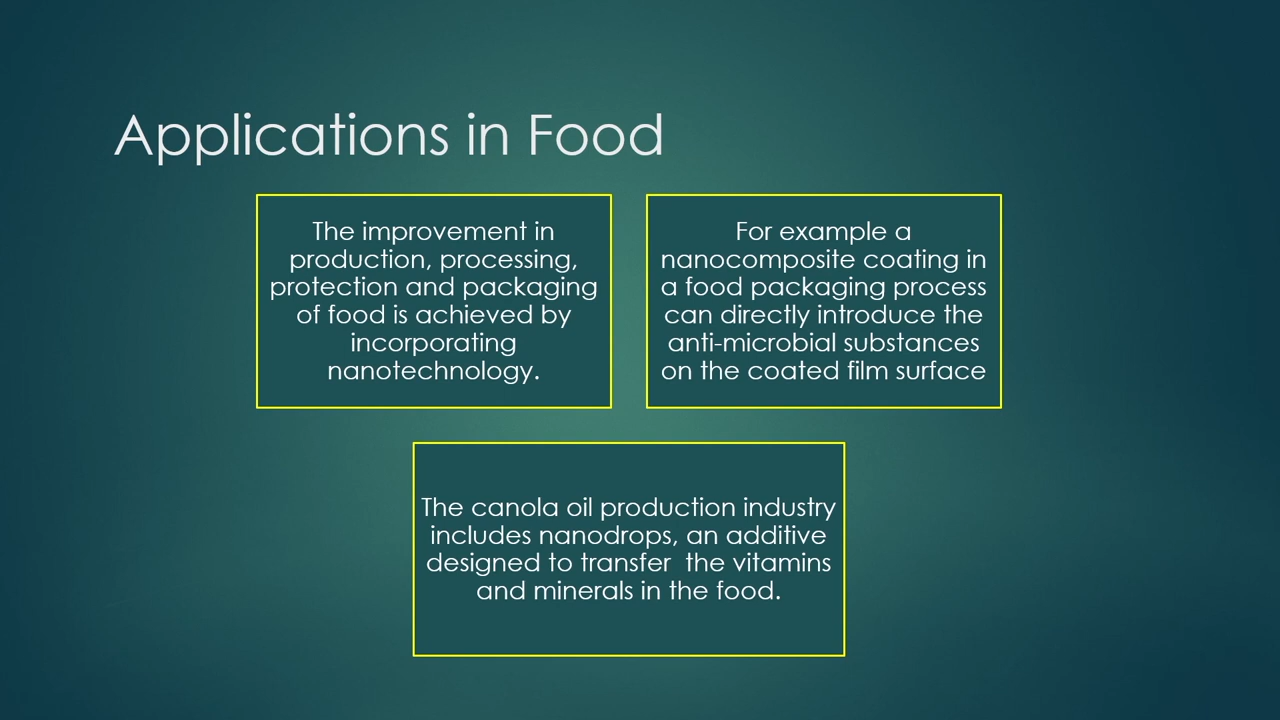 Applications in Food
The improvement in
production, processing,
protection and packaging
of food is achieved by
incorporating
nanotechnology.
For example a
nanocomposite coating in
a food packaging process
can directly introduce the
anti-microbial substances
on the coated film surface
The canola oil production industry
includes nanodrops, an additive
designed to transfer  the vitamins
and minerals in the food.